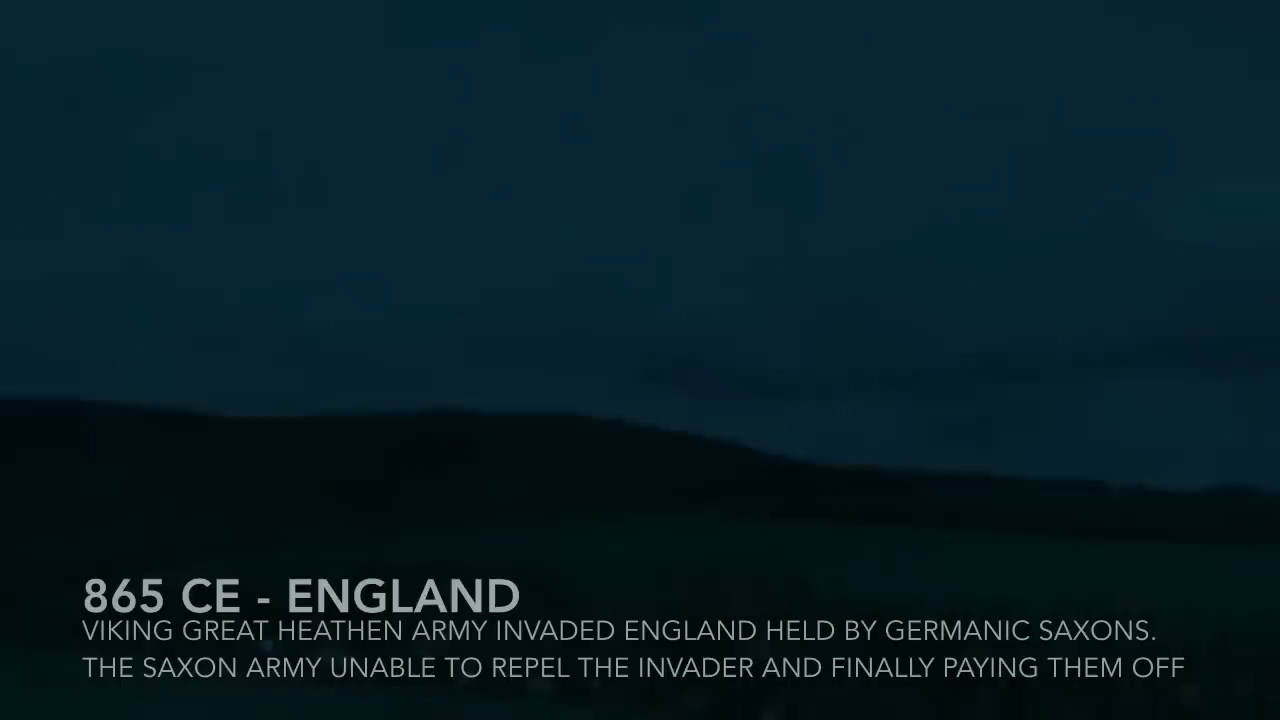 865 CE - ENGLAND
VIKING GREAT HEATHEN ARMY INVADED ENGLAND HELD BY GERMANIC SAXONS.
THE SAXON ARMY UNABLE TO REPEL THE INVADER AND FINALLY PAYING THEM OFF